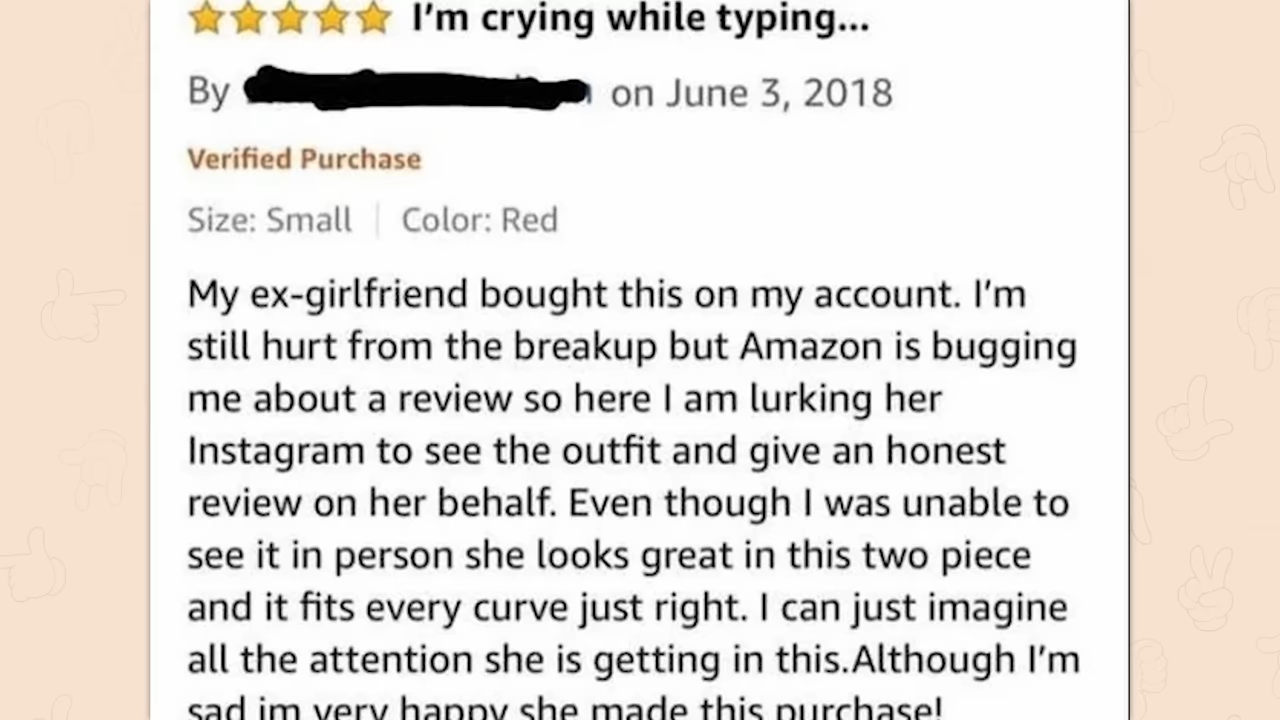 I'm crying while typing...
By on June 3, 2018
Verified Purchase
Size: Small | Color: Red
My ex-girlfriend bought this on my account. I'm
still hurt from the breakup but Amazon is bugging
me about a review so here I am lurking her
Instagram to see the outfit and give an honest
review on her behalf. Even though I was unable to
see it in person she looks great in this two piece
and it fits every curve just right. I can just imagine
all the attention she is getting in this.Although I'm
sad im very happy she made this purchase!